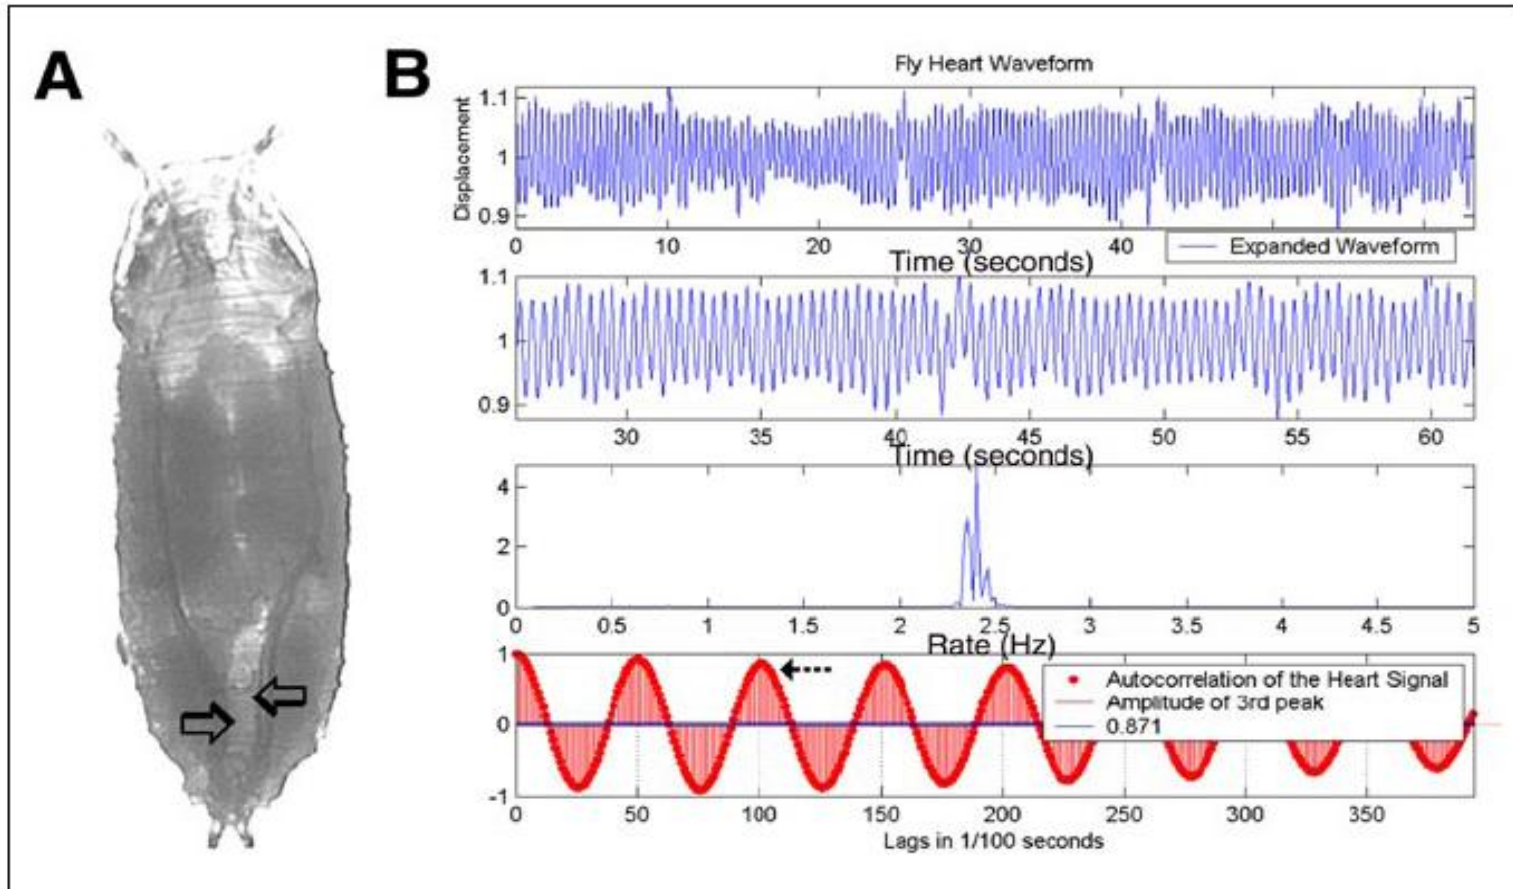 A
B
Fly Heart Waveform
Displacement
1.1
1
0.9
0 10 20 30 40
Time (seconds)
Expanded Waveform
1.1
1
0.9
30 35 40 45 50 55 60
Time (seconds)
4
2
0
0 0.5 1 1.5 2 2.5 3 3.5 4 4.5 5
Rate (Hz)
1
0
-1
Autocorrelation of the Heart Signal
Amplitude of 3rd peak
0.871
0 50 100 150 200 250 300 350
Lags in 1/100 seconds